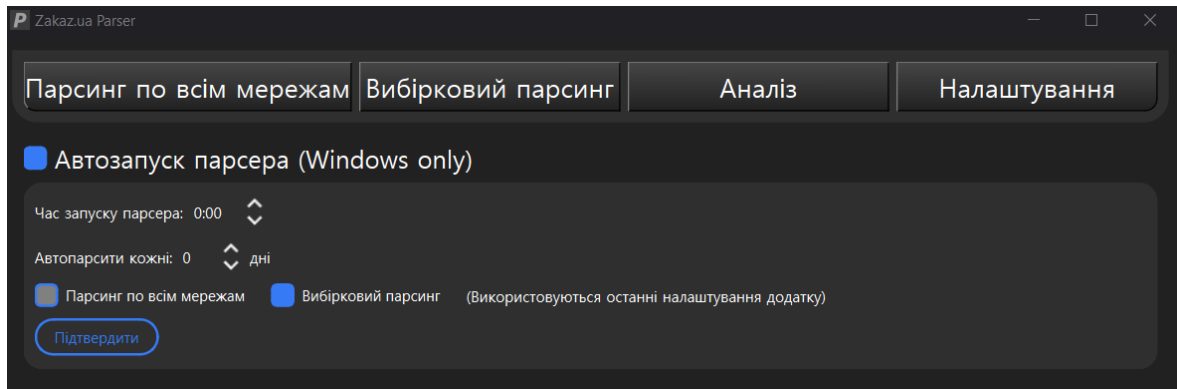 P Zakaz.ua Parser
Парсинг по всім мережам Вибірковий парсинг Аналіз Налаштування
Автозапуск парсера (Windows only)
Час запуску парсера: 0:00
Автопарсити кожні: 0 дні
Парсинг по всім мережам Вибірковий парсинг (Використовуються останні налаштування додатку)
Підтвердити